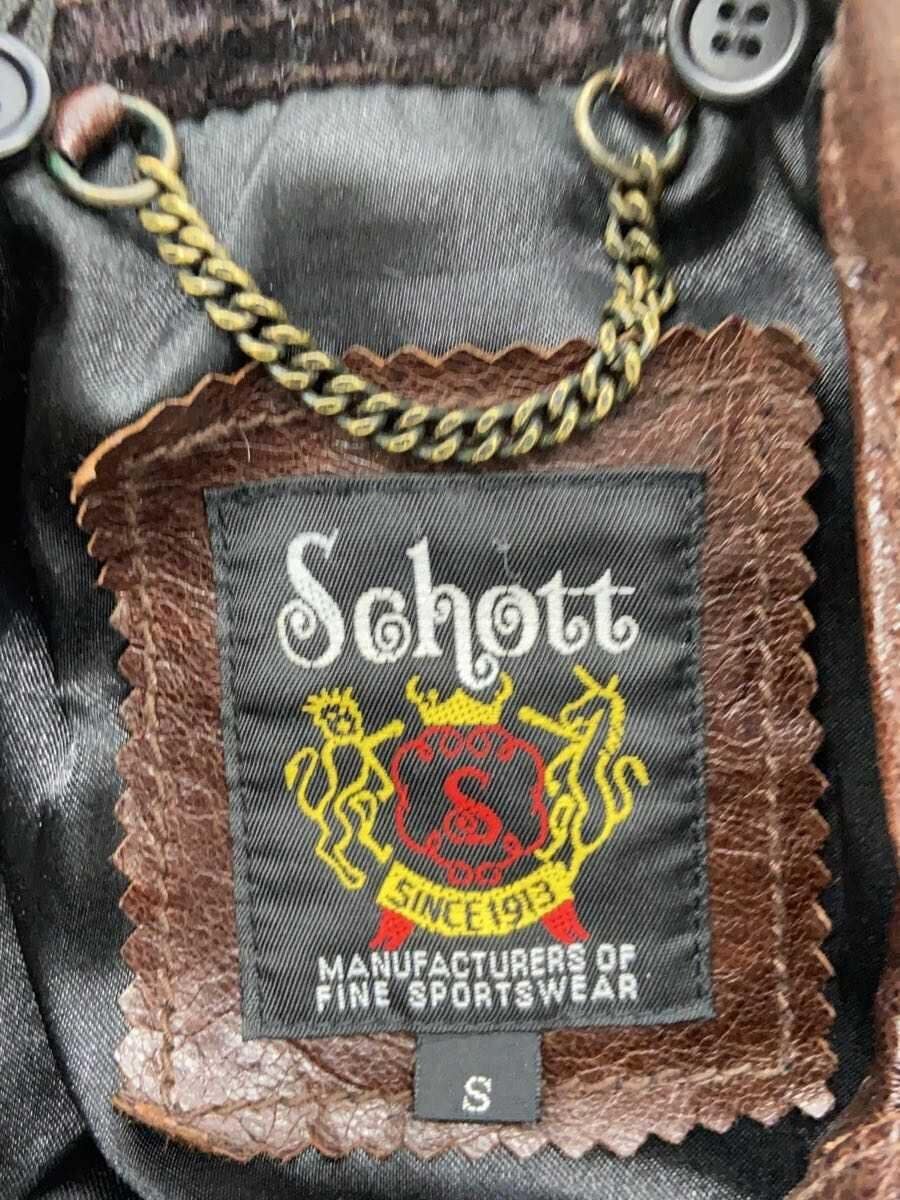 Schott
S
SINCE 1913
MANUFACTURERS OF
FINE SPORTSWEAR
S